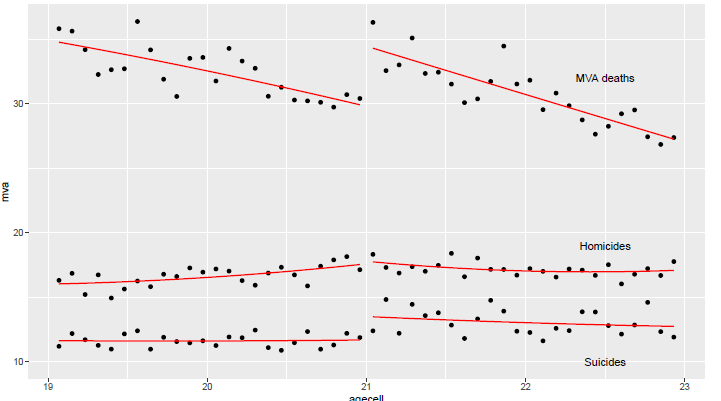 MVA deaths
30
mva
Homicides
20
Suicides
10
19 20 21 22 23
agecell